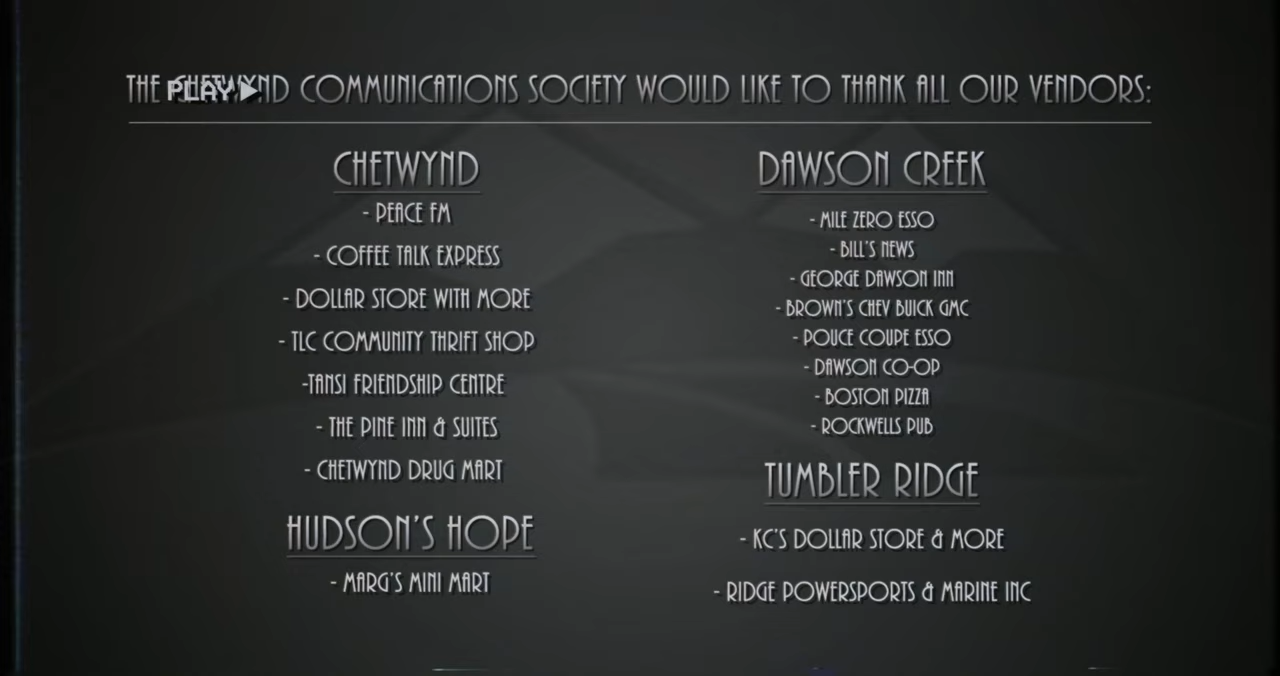 THE CHETWYND COMMUNICATIONS SOCIETY WOULD LIKE TO THANK ALL OUR VENDORS:
PLAY
CHETWYND
- PEACE FM
- COFFEE TALK EXPRESS
- DOLLAR STORE WITH MORE
- TLC COMMUNITY THRIFT SHOP
-TANSI FRIENDSHIP CENTRE
- THE PINE INN & SUITES
- CHETWYND DRUG MART
HUDSON'S HOPE
- MARG'S MINI MART
DAWSON CREEK
- MILE ZERO ESSO
- BILL'S NEWS
- GEORGE DAWSON INN
- BROWN'S CHEV BUICK GMC
- POUCE COUPE ESSO
- DAWSON CO-OP
- BOSTON PIZZA
- ROCKWELLS PUB
TUMBLER RIDGE
- KC'S DOLLAR STORE & MORE
- RIDGE POWERSPORTS & MARINE INC